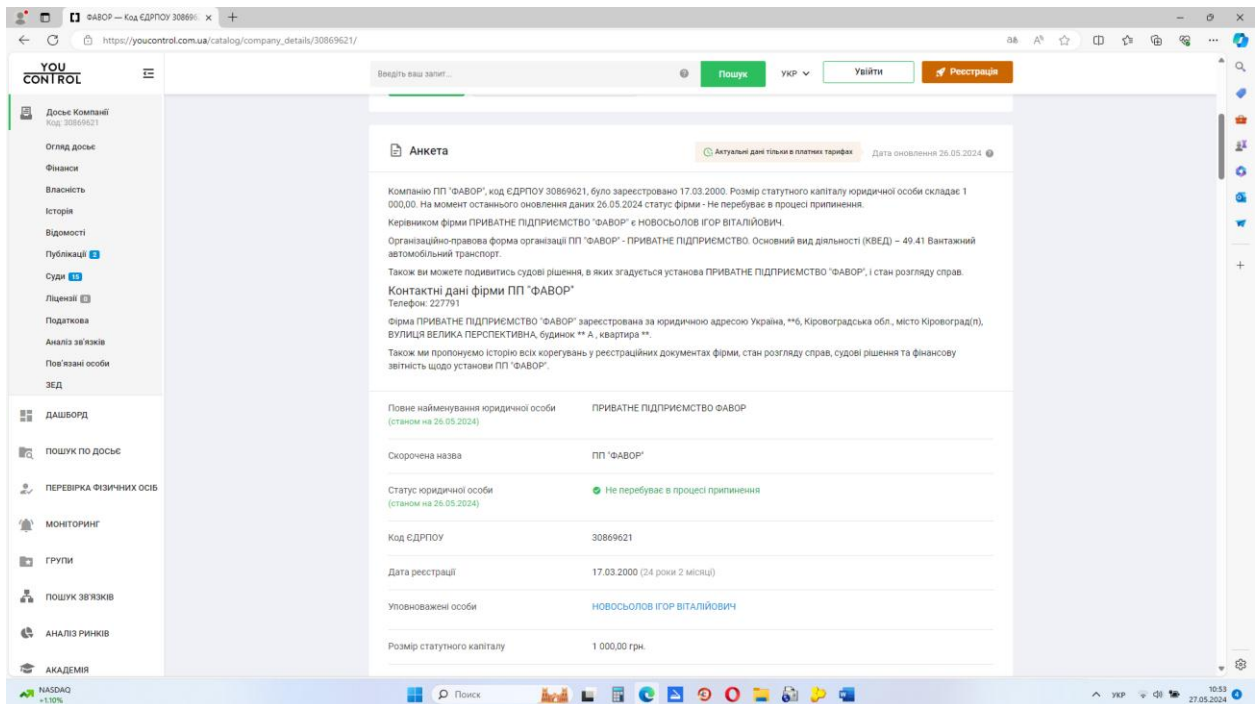 ФАВОР — Код ЄДРПОУ 30869
https://youcontrol.com.ua/catalog/company_details/30869621/
YOU
CONTROL
Введіть ваш запит...
Пошук
УКР
Увійти
Реєстрація
Досьє Компанії
Код: 30869621
Огляд досьє
Фінанси
Власність
Історія
Відомості
Публікації 2
Суди 15
Ліцензії 0
Податкова
Аналіз зв'язків
Пов'язані особи
ЗЕД
ДАШБОРД
ПОШУК ПО ДОСЬЄ
ПЕРЕВІРКА ФІЗИЧНИХ ОСІБ
МОНІТОРИНГ
ГРУПИ
ПОШУК ЗВ'ЯЗКІВ
АНАЛІЗ РИНКІВ
АКАДЕМІЯ
Анкета
Актуальні дані тільки в платних тарифах
Дата оновлення 26.05.2024
Компанію ПП "ФАВОР", код ЄДРПОУ 30869621, було зареєстровано 17.03.2000. Розмір статутного капіталу юридичної особи складає 1
000,00. На момент останнього оновлення даних 26.05.2024 статус фірми - Не перебуває в процесі припинення.
Керівником фірми ПРИВАТНЕ ПІДПРИЄМСТВО "ФАВОР" є НОВОСЬОЛОВ ІГОР ВІТАЛІЙОВИЧ.
Організаційно-правова форма організації ПП "ФАВОР" - ПРИВАТНЕ ПІДПРИЄМСТВО. Основний вид діяльності (КВЕД) – 49.41 Вантажний
автомобільний транспорт.
Також ви можете подивитись судові рішення, в яких згадується установа ПРИВАТНЕ ПІДПРИЄМСТВО "ФАВОР", і стан розгляду справ.
Контактні дані фірми ПП "ФАВОР"
Телефон: 227791
Фірма ПРИВАТНЕ ПІДПРИЄМСТВО "ФАВОР" зареєстрована за юридичною адресою Україна, **6, Кіровоградська обл., місто Кіровоград(п),
ВУЛИЦЯ ВЕЛИКА ПЕРСПЕКТИВНА, будинок ** А , квартира **.
Також ми пропонуємо історію всіх корегувань у реєстраційних документах фірми, стан розгляду справ, судові рішення та фінансову
звітність щодо установи ПП "ФАВОР".
Повне найменування юридичної особи ПРИВАТНЕ ПІДПРИЄМСТВО ФАВОР
(станом на 26.05.2024)
Скорочена назва ПП "ФАВОР"
Статус юридичної особи Не перебуває в процесі припинення
(станом на 26.05.2024)
Код ЄДРПОУ 30869621
Дата реєстрації 17.03.2000 (24 роки 2 місяці)
Уповноважені особи НОВОСЬОЛОВ ІГОР ВІТАЛІЙОВИЧ
Розмір статутного капіталу 1 000,00 грн.
NASDAQ
+1.10%
Поиск
УКР
10:53
27.05.2024